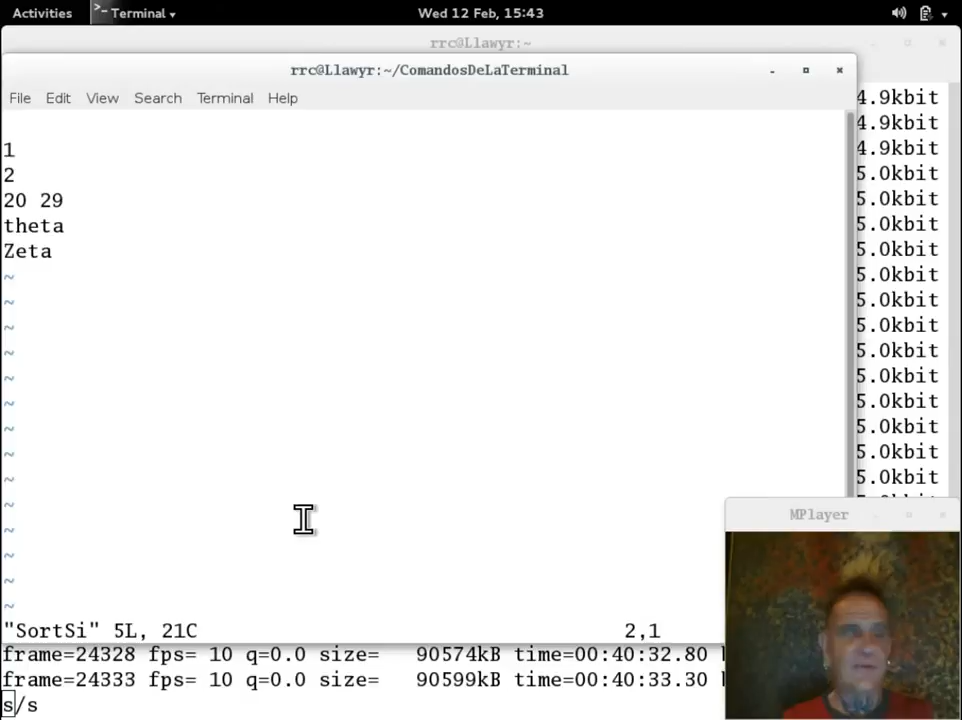 Activities Terminal Wed 12 Feb, 15:43
rrc@Llawyr:~
rrc@Llawyr:~/ComandosDeLaTerminal
File Edit View Search Terminal Help
4.9kbit
4.9kbit
1 4.9kbit
2 5.0kbit
20 29 5.0kbit
theta 5.0kbit
Zeta 5.0kbit
~ 5.0kbit
~ 5.0kbit
~ 5.0kbit
~ 5.0kbit
~ 5.0kbit
~ 5.0kbit
~ 5.0kbit
~ 5.0kbit
~ 5.0kbit
~
MPlayer
~
~
~
~
"SortSi" 5L, 21C 2,1
frame=24328 fps= 10 q=0.0 size= 90574kB time=00:40:32.80
frame=24333 fps= 10 q=0.0 size= 90599kB time=00:40:33.30
s/s